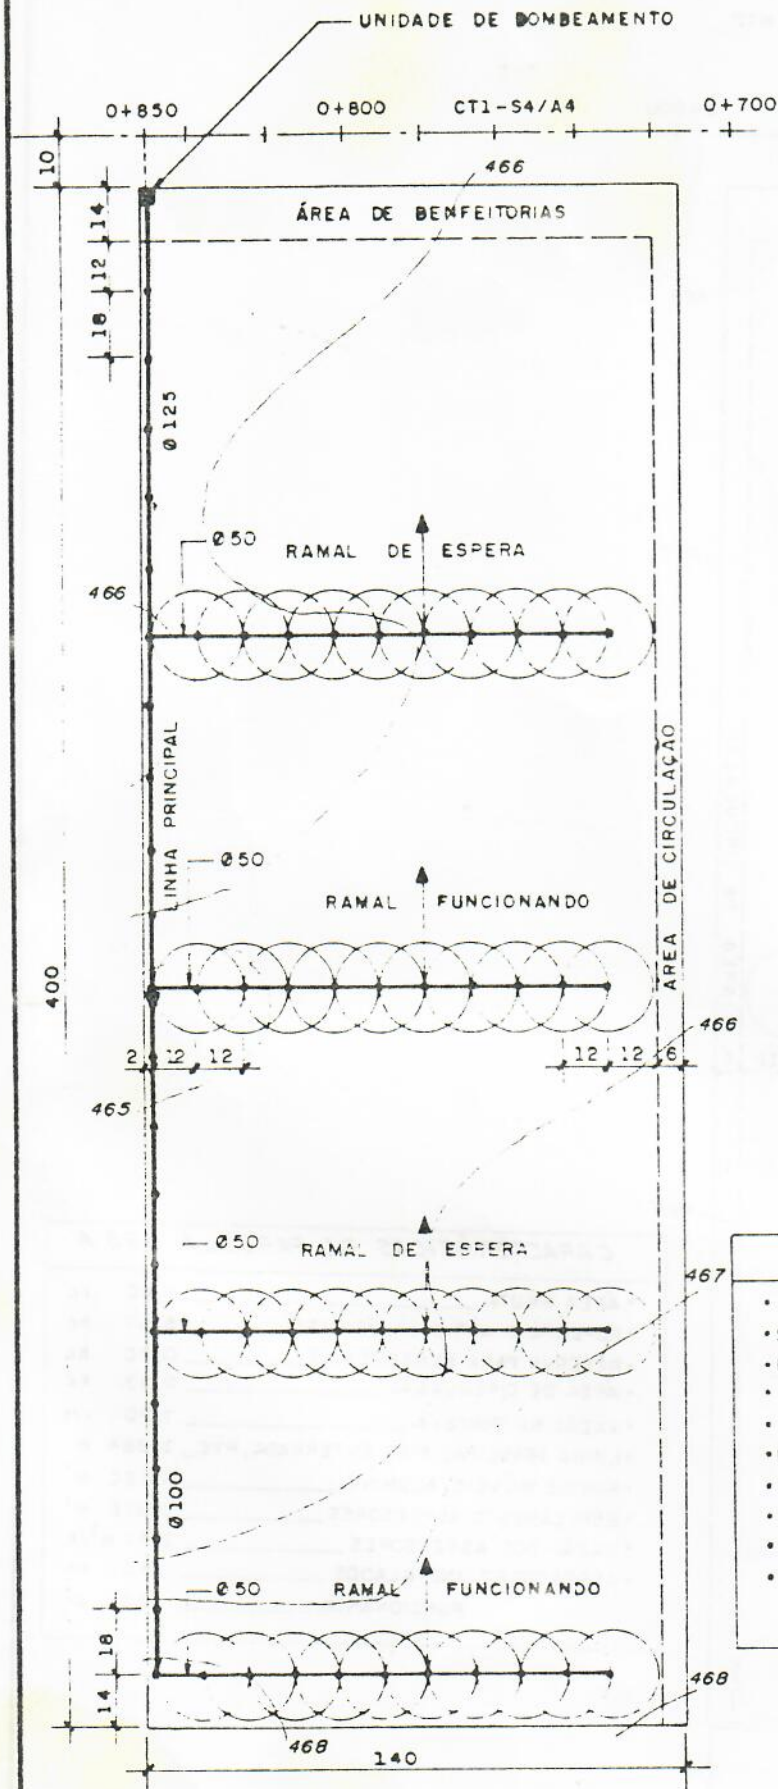 UNIDADE DE BOMBEAMENTO
0+850 0+800 CT1-S4/A4 0+700
10
466
ÁREA DE BENFEITORIAS
14
12
18
Ø125
Ø50 RAMAL DE ESPERA
466
LINHA PRINCIPAL
ÁREA DE CIRCULAÇÃO
Ø50
RAMAL FUNCIONANDO
400
466
2 12 12 12 12 6
465
Ø50 RAMAL DE ESPERA
467
Ø100
Ø50 RAMAL FUNCIONANDO
18
14
468
468
140